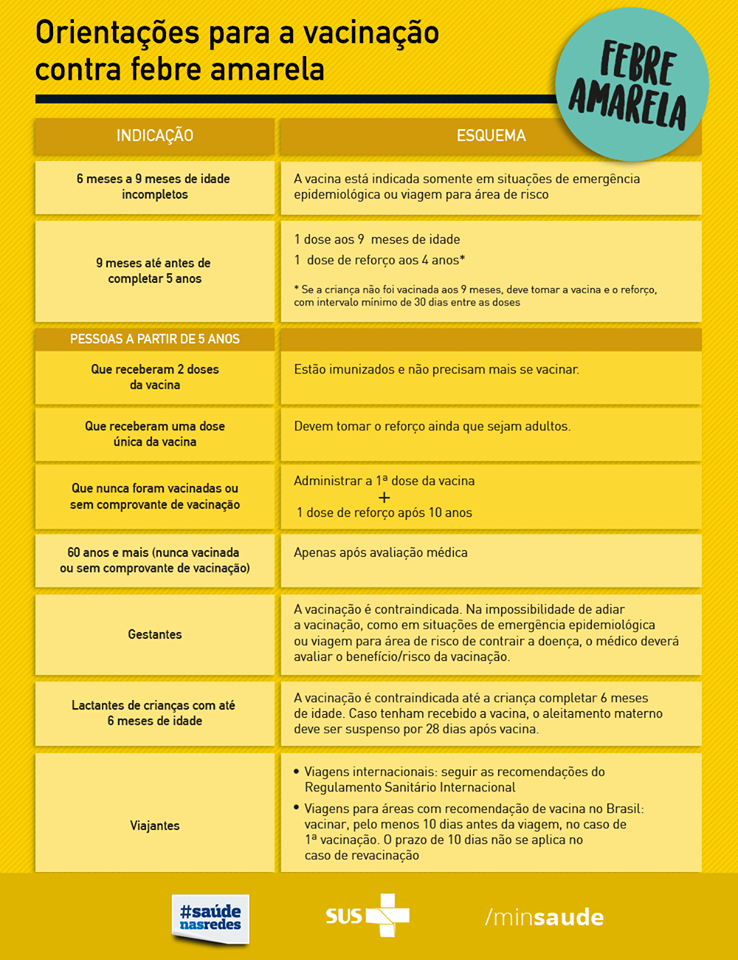 Orientações para a vacinação
contra febre amarela
FEBRE
AMARELA
INDICAÇÃO
ESQUEMA
6 meses a 9 meses de idade
incompletos
A vacina está indicada somente em situações de emergência
epidemiológica ou viagem para área de risco
9 meses até antes de
completar 5 anos
1 dose aos 9 meses de idade
1 dose de reforço aos 4 anos*
* Se a criança não foi vacinada aos 9 meses, deve tomar a vacina e o reforço,
com intervalo mínimo de 30 dias entre as doses
PESSOAS A PARTIR DE 5 ANOS
Que receberam 2 doses
da vacina
Estão imunizados e não precisam mais se vacinar.
Que receberam uma dose
única da vacina
Devem tomar o reforço ainda que sejam adultos.
Que nunca foram vacinadas ou
sem comprovante de vacinação
Administrar a 1ª dose da vacina
+
1 dose de reforço após 10 anos
60 anos e mais (nunca vacinada
ou sem comprovante de vacinação)
Apenas após avaliação médica
Gestantes
A vacinação é contraindicada. Na impossibilidade de adiar
a vacinação, como em situações de emergência epidemiológica
ou viagem para área de risco de contrair a doença, o médico deverá
avaliar o benefício/risco da vacinação.
Lactantes de crianças com até
6 meses de idade
A vacinação é contraindicada até a criança completar 6 meses
de idade. Caso tenham recebido a vacina, o aleitamento materno
deve ser suspenso por 28 dias após vacina.
Viajantes
• Viagens internacionais: seguir as recomendações do
Regulamento Sanitário Internacional
• Viagens para áreas com recomendação de vacina no Brasil:
vacinar, pelo menos 10 dias antes da viagem, no caso de
1ª vacinação. O prazo de 10 dias não se aplica no
caso de revacinação
#saúde
nasredes
SUS
/minsaude